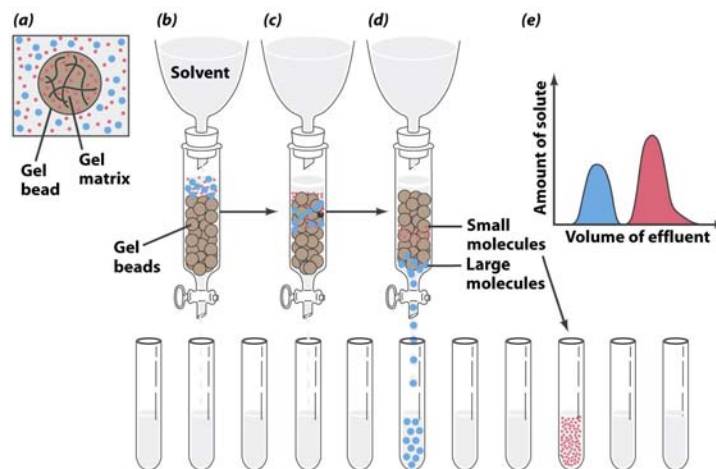 (a)
(b)
(c)
(d)
(e)
Solvent
Gel
bead
Gel
matrix
Gel
beads
Small
molecules
Large
molecules
Amount of solute
Volume of effluent